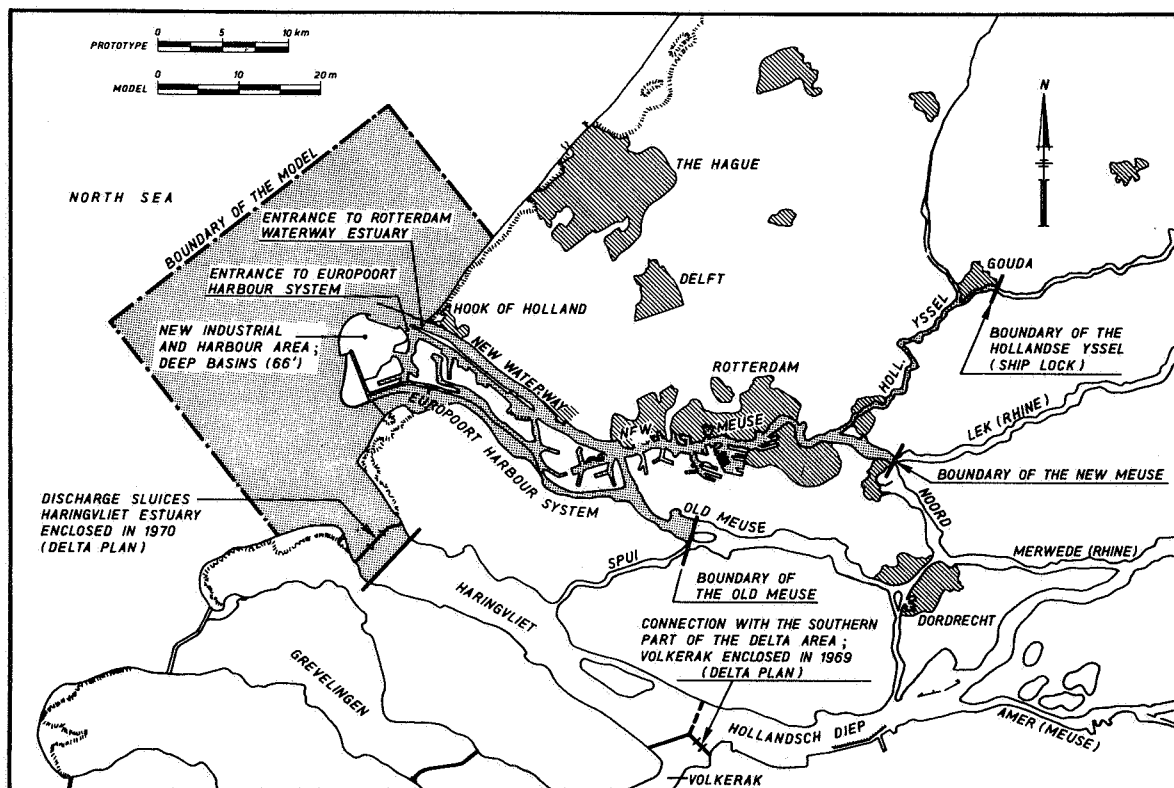 0 5 10 km
PROTOTYPE
0 10 20 m
MODEL
N
NORTH SEA
BOUNDARY OF THE MODEL
THE HAGUE
ENTRANCE TO ROTTERDAM
WATERWAY ESTUARY
ENTRANCE TO EUROPOORT
HARBOUR SYSTEM
HOOK OF HOLLAND
DELFT
GOUDA
NEW INDUSTRIAL
AND HARBOUR AREA;
DEEP BASINS (66')
NEW WATERWAY
HOLL. YSSEL
BOUNDARY OF THE
HOLLANDSE YSSEL
(SHIP LOCK)
ROTTERDAM
EUROPOORT HARBOUR SYSTEM
NEW MEUSE
LEK (RHINE)
BOUNDARY OF THE NEW MEUSE
DISCHARGE SLUICES
HARINGVLIET ESTUARY
ENCLOSED IN 1970
(DELTA PLAN)
OLD MEUSE
NOORD
MERWEDE (RHINE)
SPUI
BOUNDARY OF
THE OLD MEUSE
HARINGVLIET
DORDRECHT
CONNECTION WITH THE SOUTHERN
PART OF THE DELTA AREA;
VOLKERAK ENCLOSED IN 1969
(DELTA PLAN)
GREVELINGEN
HOLLANDSCH DIEP
AMER (MEUSE)
VOLKERAK